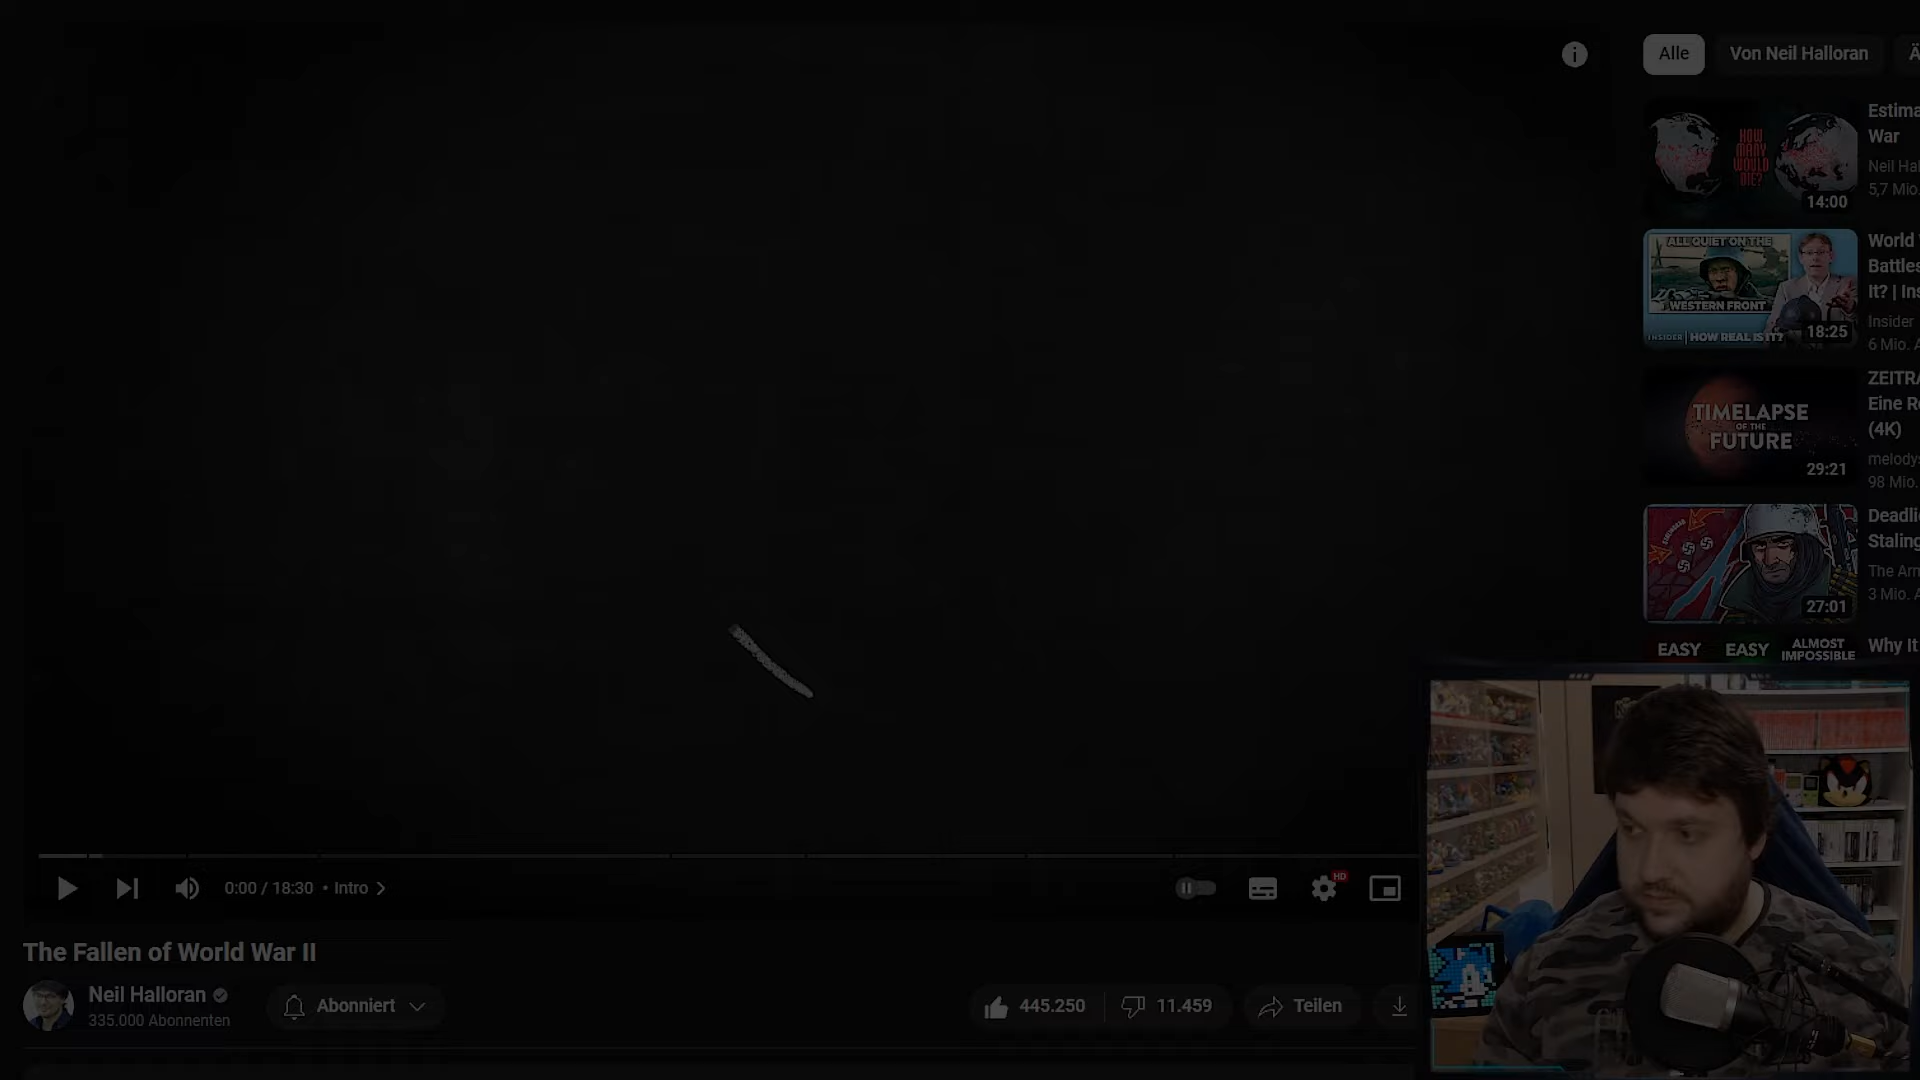 Alle
Von Neil Halloran
Ä
HOW
MANY
WOULD
DIE?
14:00
Estima
War
Neil Hal
5,7 Mio.
ALL QUIET ON THE
WESTERN FRONT
INSIDER | HOW REAL IS IT?
18:25
World
Battles
It? | Ins
Insider
6 Mio. A
TIMELAPSE
OF THE
FUTURE
29:21
ZEITRA
Eine Re
(4K)
melodys
98 Mio.
27:01
Deadli
Staling
The Arm
3 Mio. A
EASY
EASY
ALMOST
IMPOSSIBLE
Why It
0:00 / 18:30 • Intro
HD
The Fallen of World War II
Neil Halloran
335.000 Abonnenten
Abonniert
445.250
11.459
Teilen